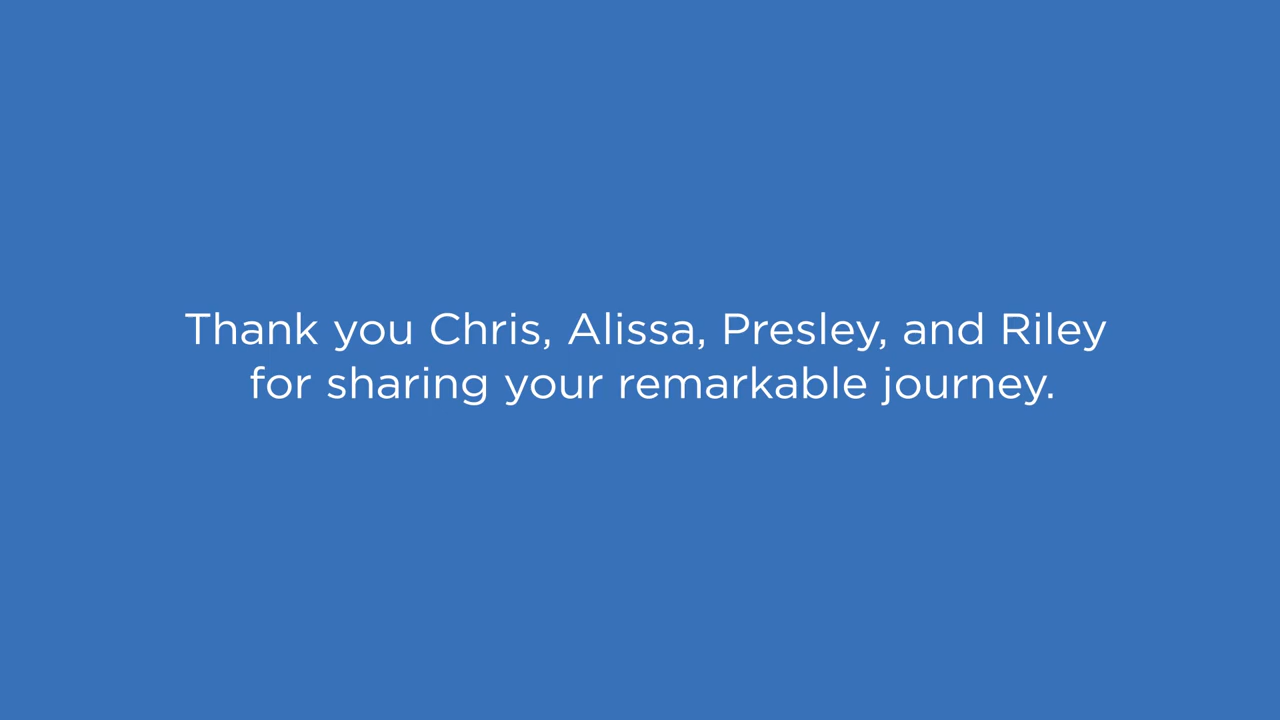 Thank you Chris, Alissa, Presley, and Riley
for sharing your remarkable journey.